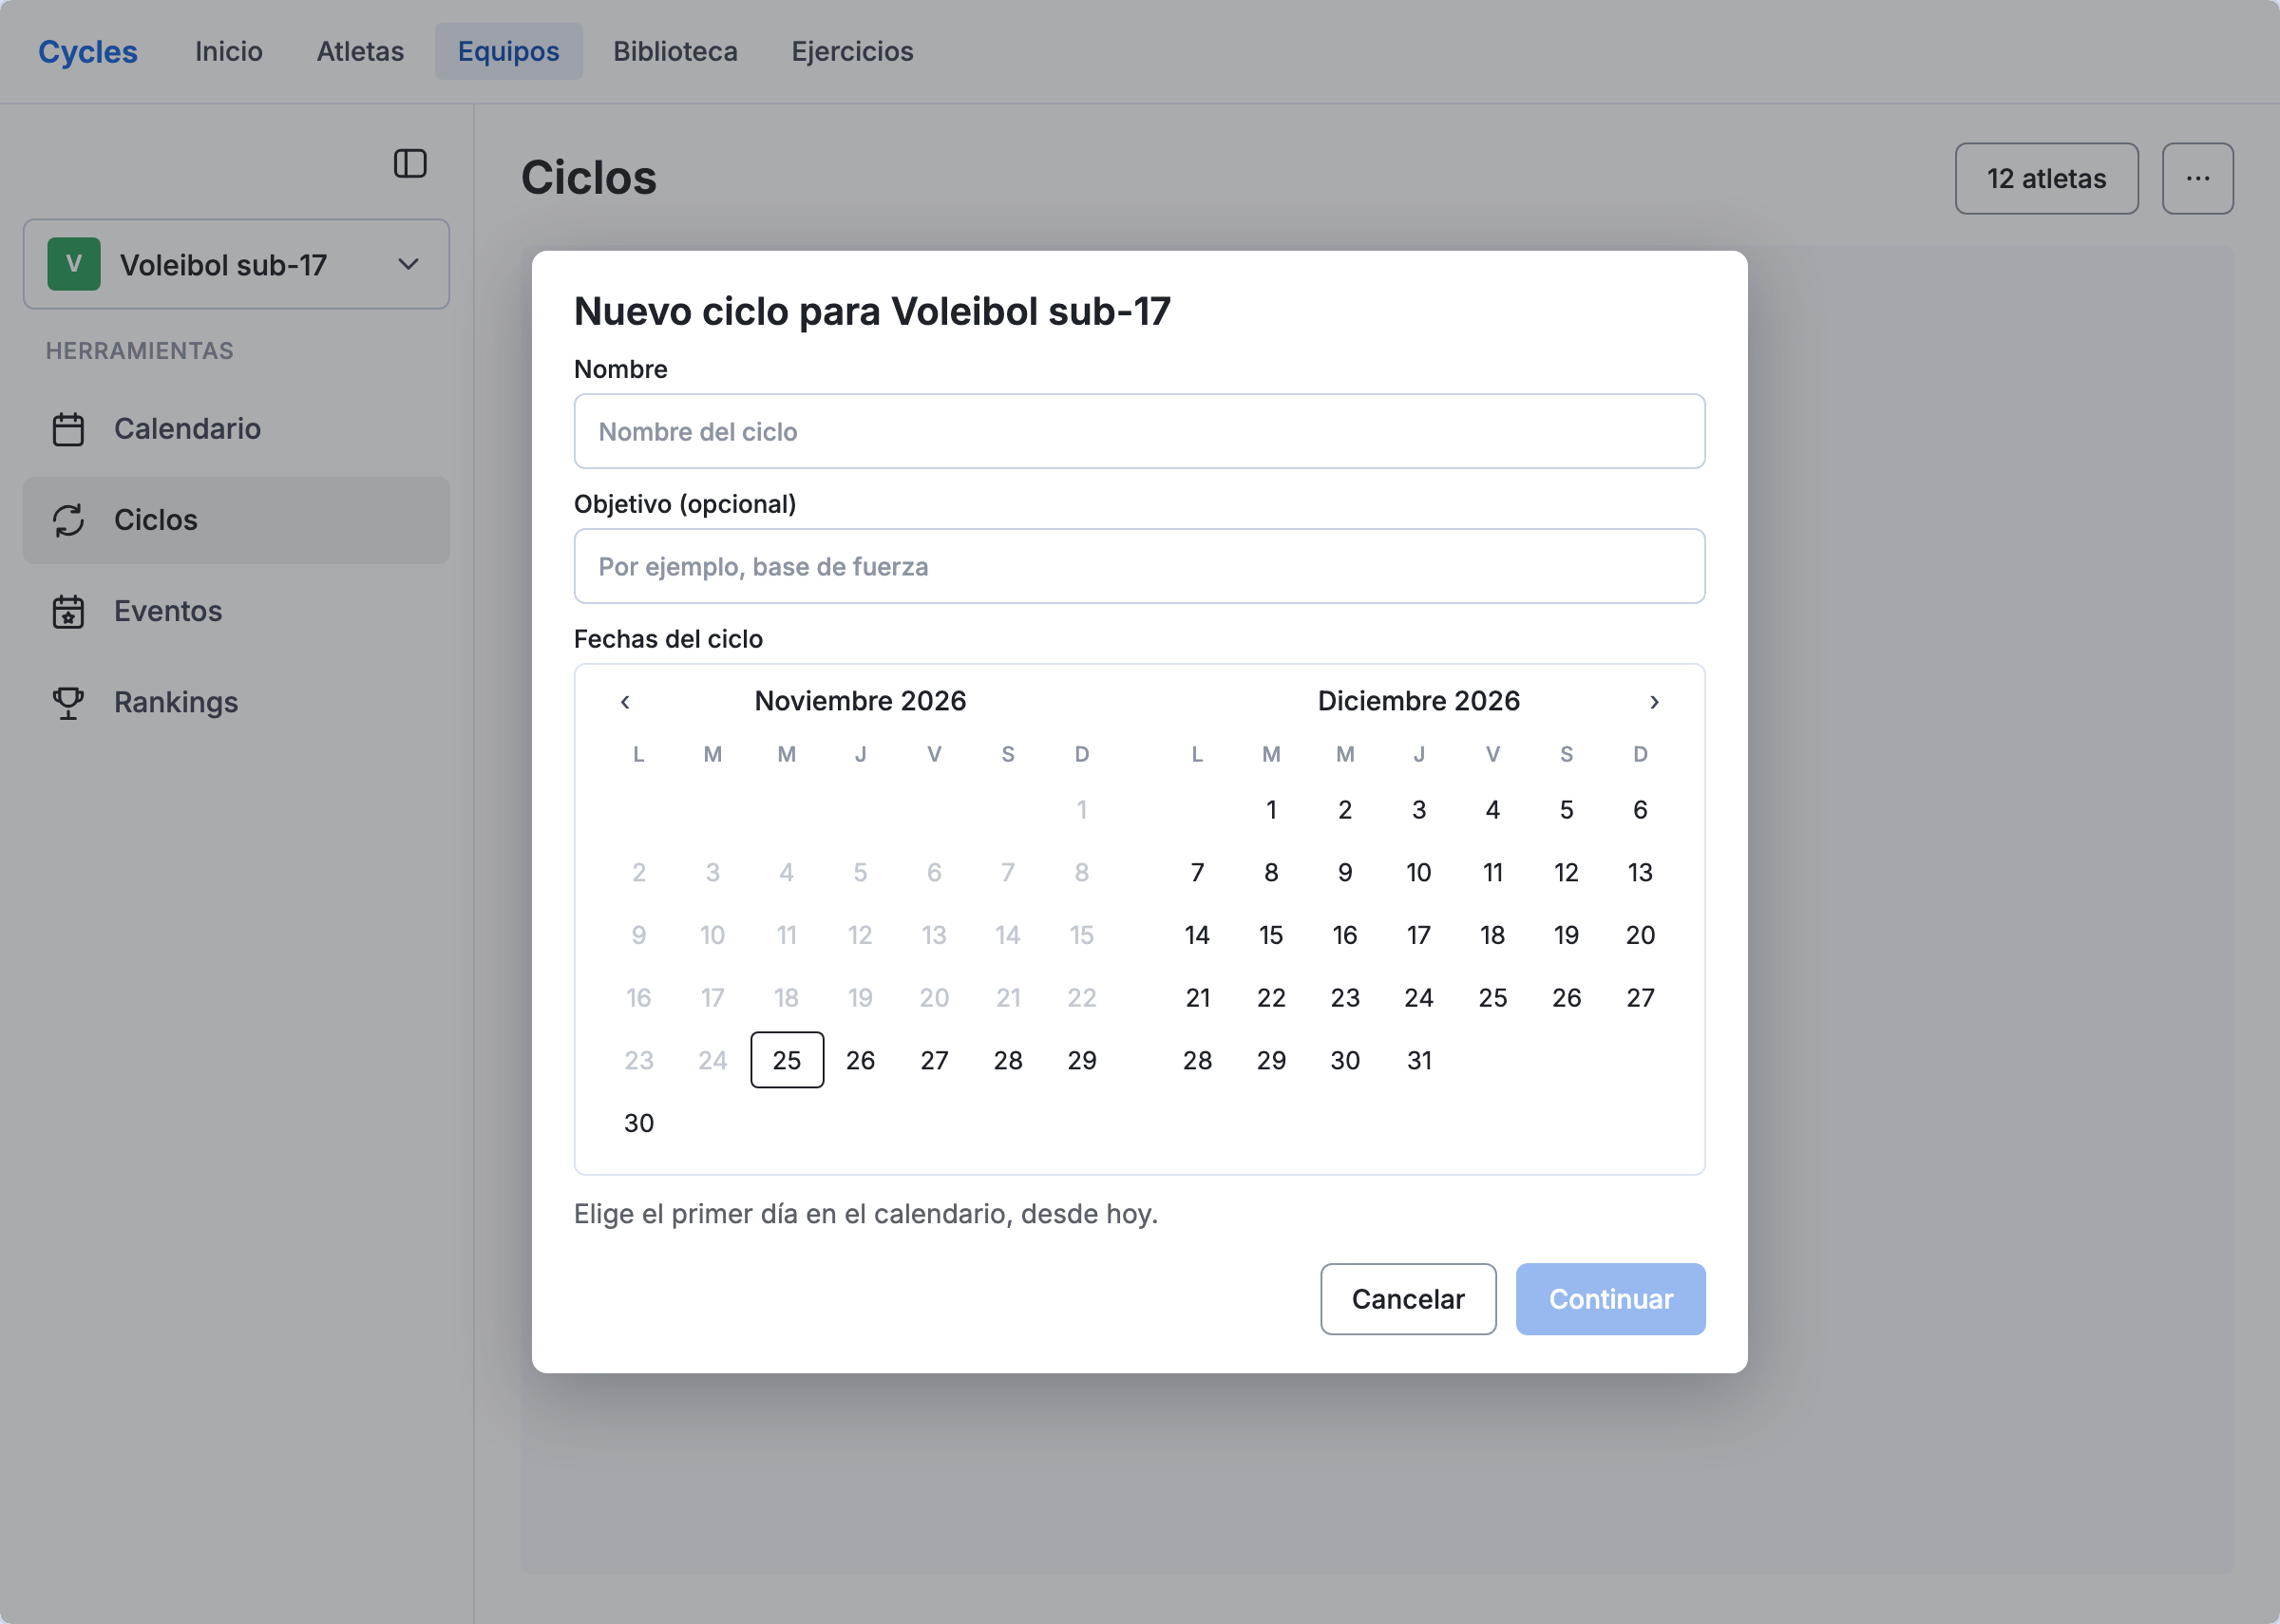 Cycles Inicio Atletas Equipos Biblioteca Ejercicios
V Voleibol sub-17
HERRAMIENTAS
Calendario
Ciclos
Eventos
Rankings
Ciclos
12 atletas ...
Nuevo ciclo para Voleibol sub-17
Nombre
Nombre del ciclo
Objetivo (opcional)
Por ejemplo, base de fuerza
Fechas del ciclo
‹ Noviembre 2026
L M M J V S D
1
2 3 4 5 6 7 8
9 10 11 12 13 14 15
16 17 18 19 20 21 22
23 24 25 26 27 28 29
30
Diciembre 2026 ›
L M M J V S D
1 2 3 4 5 6
7 8 9 10 11 12 13
14 15 16 17 18 19 20
21 22 23 24 25 26 27
28 29 30 31
Elige el primer día en el calendario, desde hoy.
Cancelar Continuar